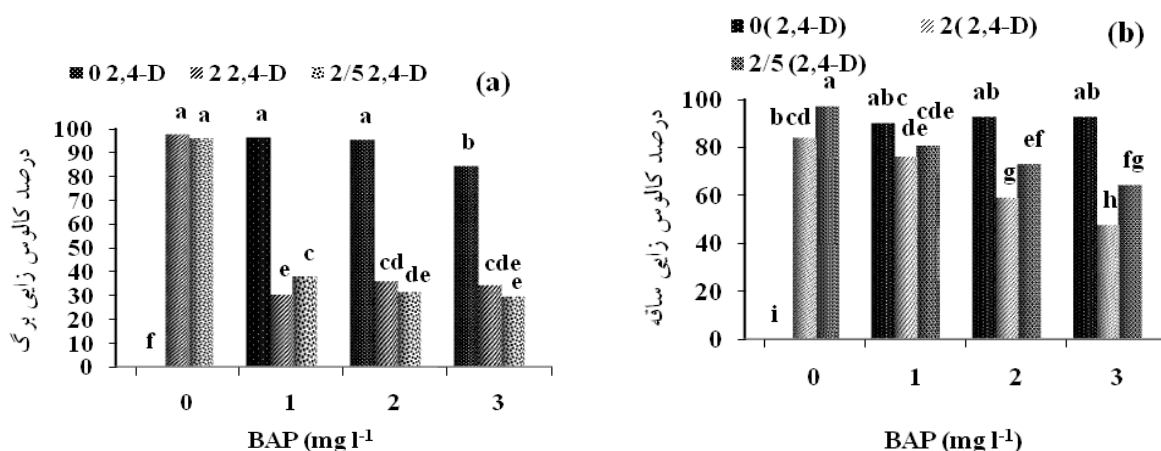 0 2,4-D 2 2,4-D 2/5 2,4-D
(a)
درصد کالوس زایی برگ
100
90
80
70
60
50
40
30
20
10
0
f a a
a e c
a cd de
b cde e
0 1 2 3
BAP (mg l-1
0( 2,4-D) 2( 2,4-D)
2/5 (2,4-D)
(b)
درصد کالوس زایی ساقه
100
80
60
40
20
0
i b cd a
ab c de cde
ab g ef
ab h fg
0 1 2 3
BAP (mg l-1)